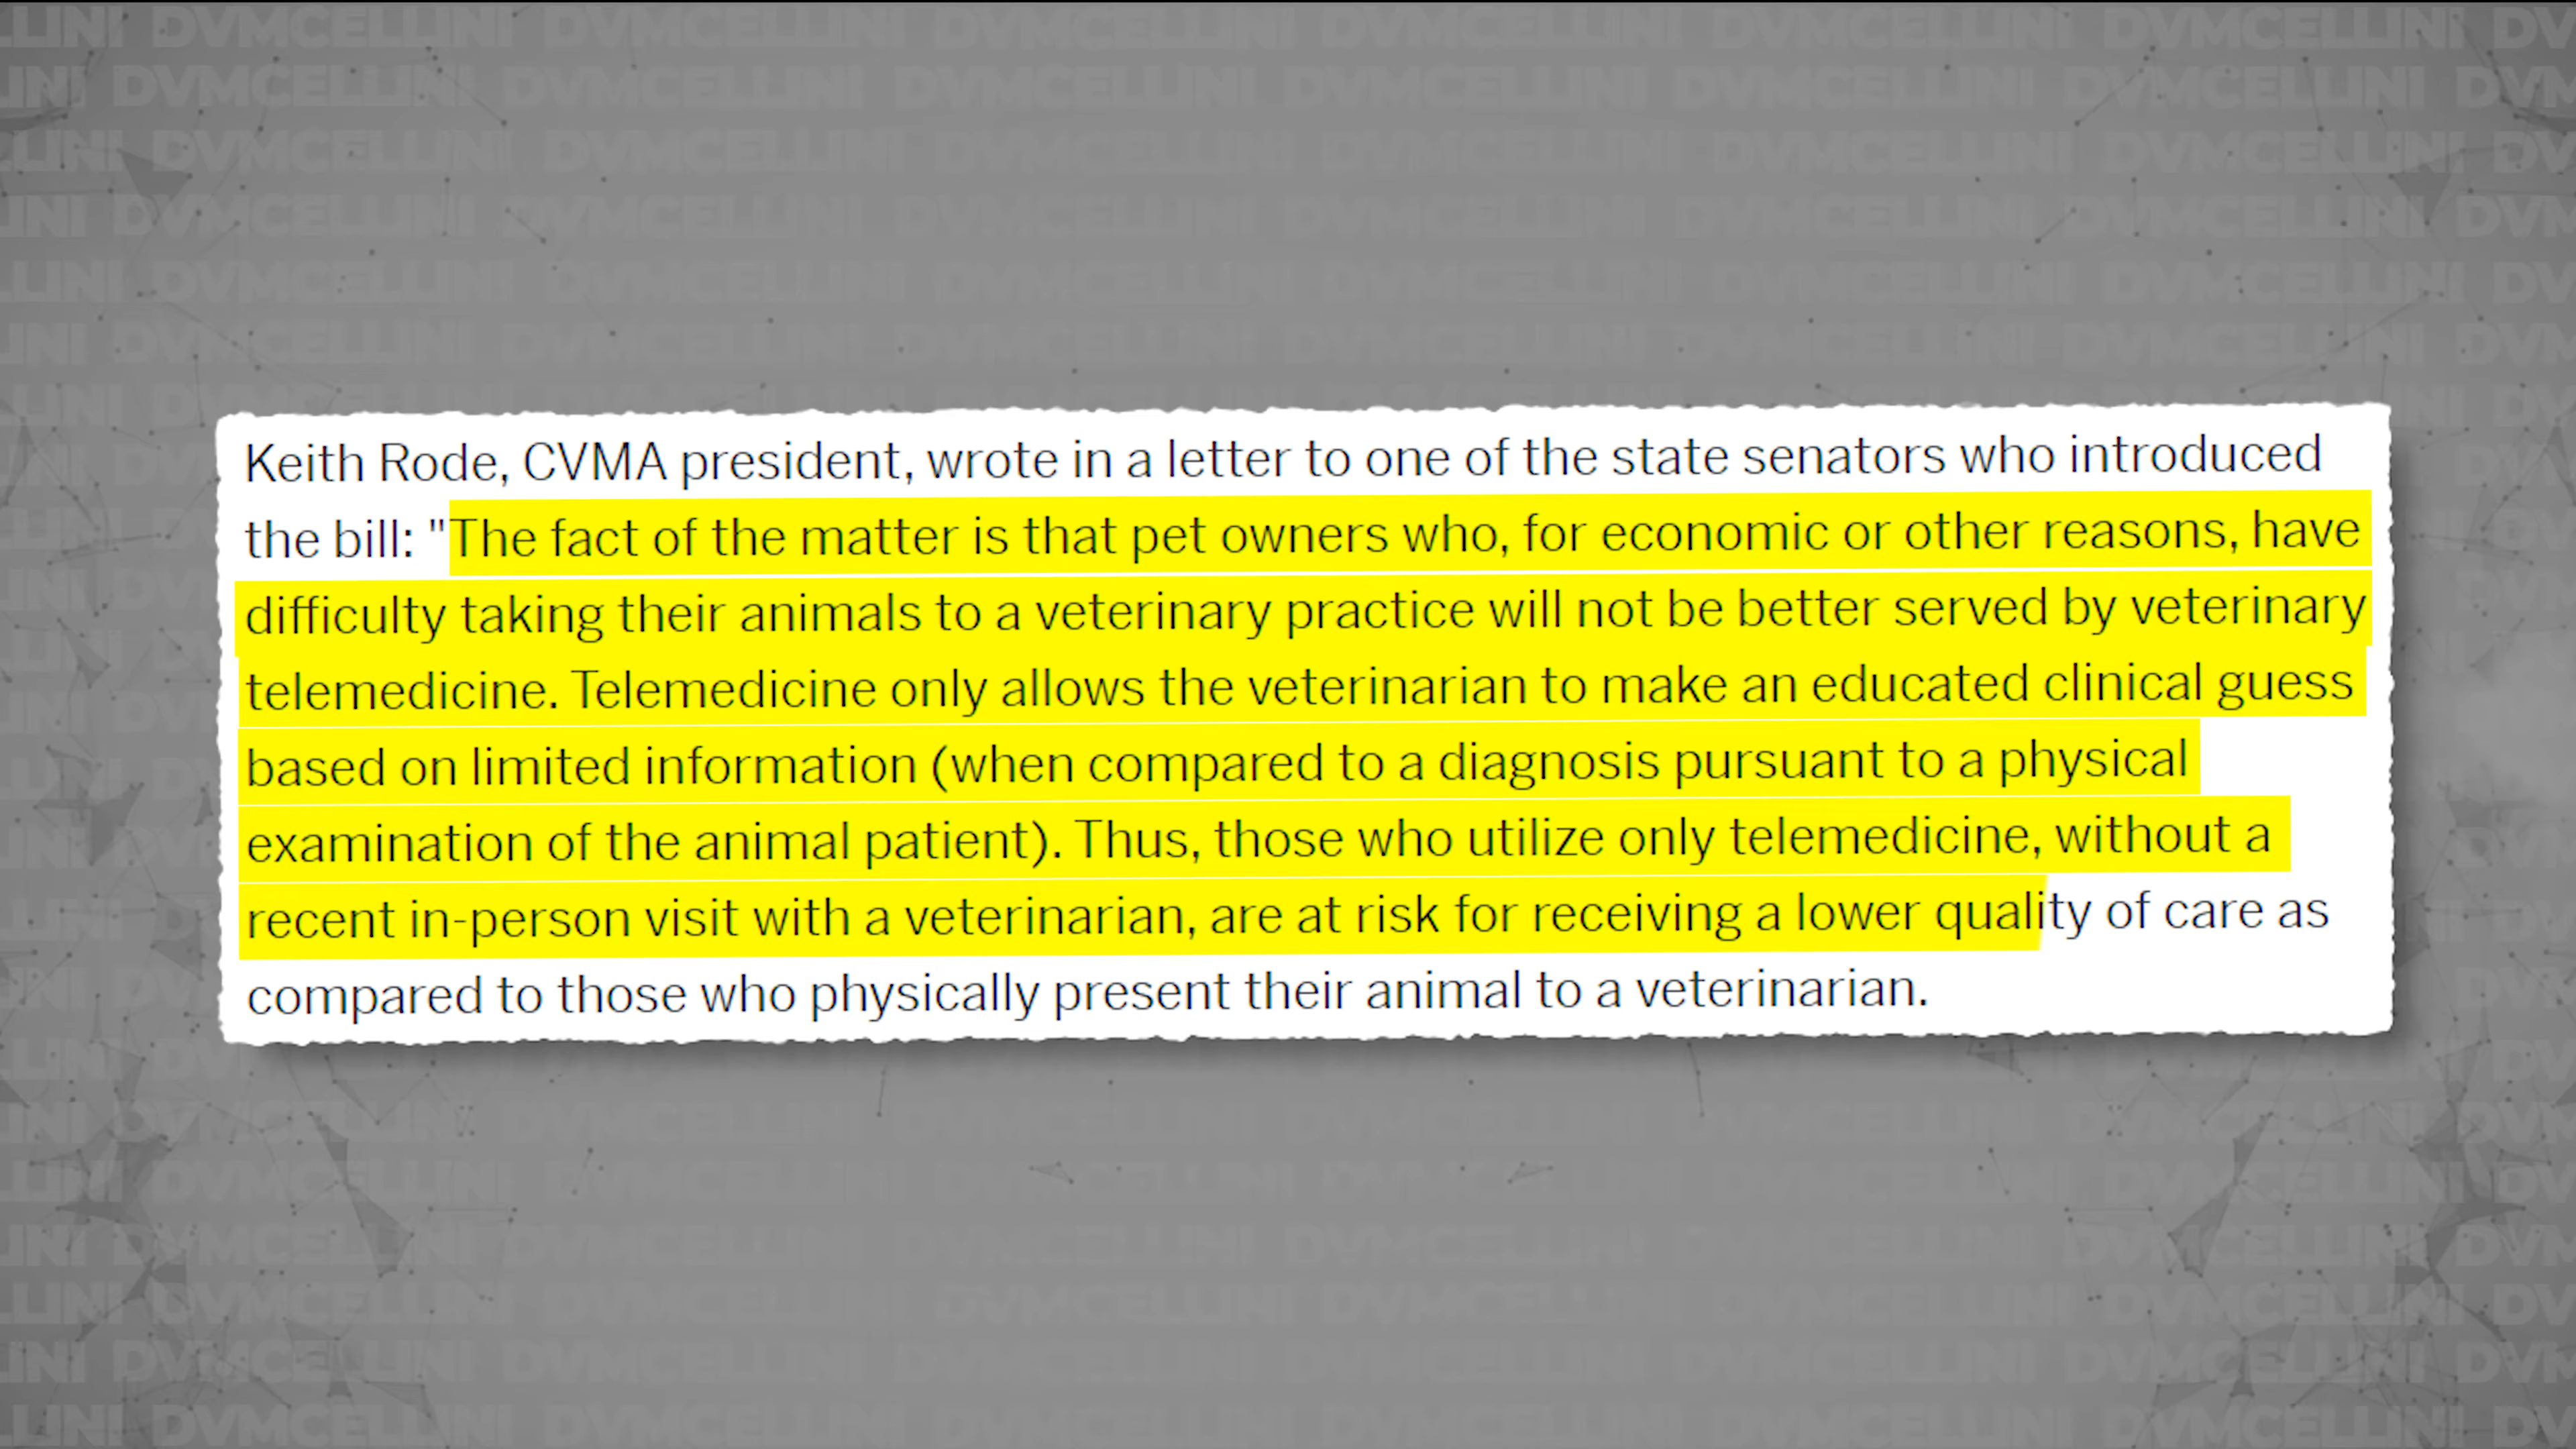 Keith Rode, CVMA president, wrote in a letter to one of the state senators who introduced
the bill: "The fact of the matter is that pet owners who, for economic or other reasons, have
difficulty taking their animals to a veterinary practice will not be better served by veterinary
telemedicine. Telemedicine only allows the veterinarian to make an educated clinical guess
based on limited information (when compared to a diagnosis pursuant to a physical
examination of the animal patient). Thus, those who utilize only telemedicine, without a
recent in-person visit with a veterinarian, are at risk for receiving a lower quality of care as
compared to those who physically present their animal to a veterinarian.